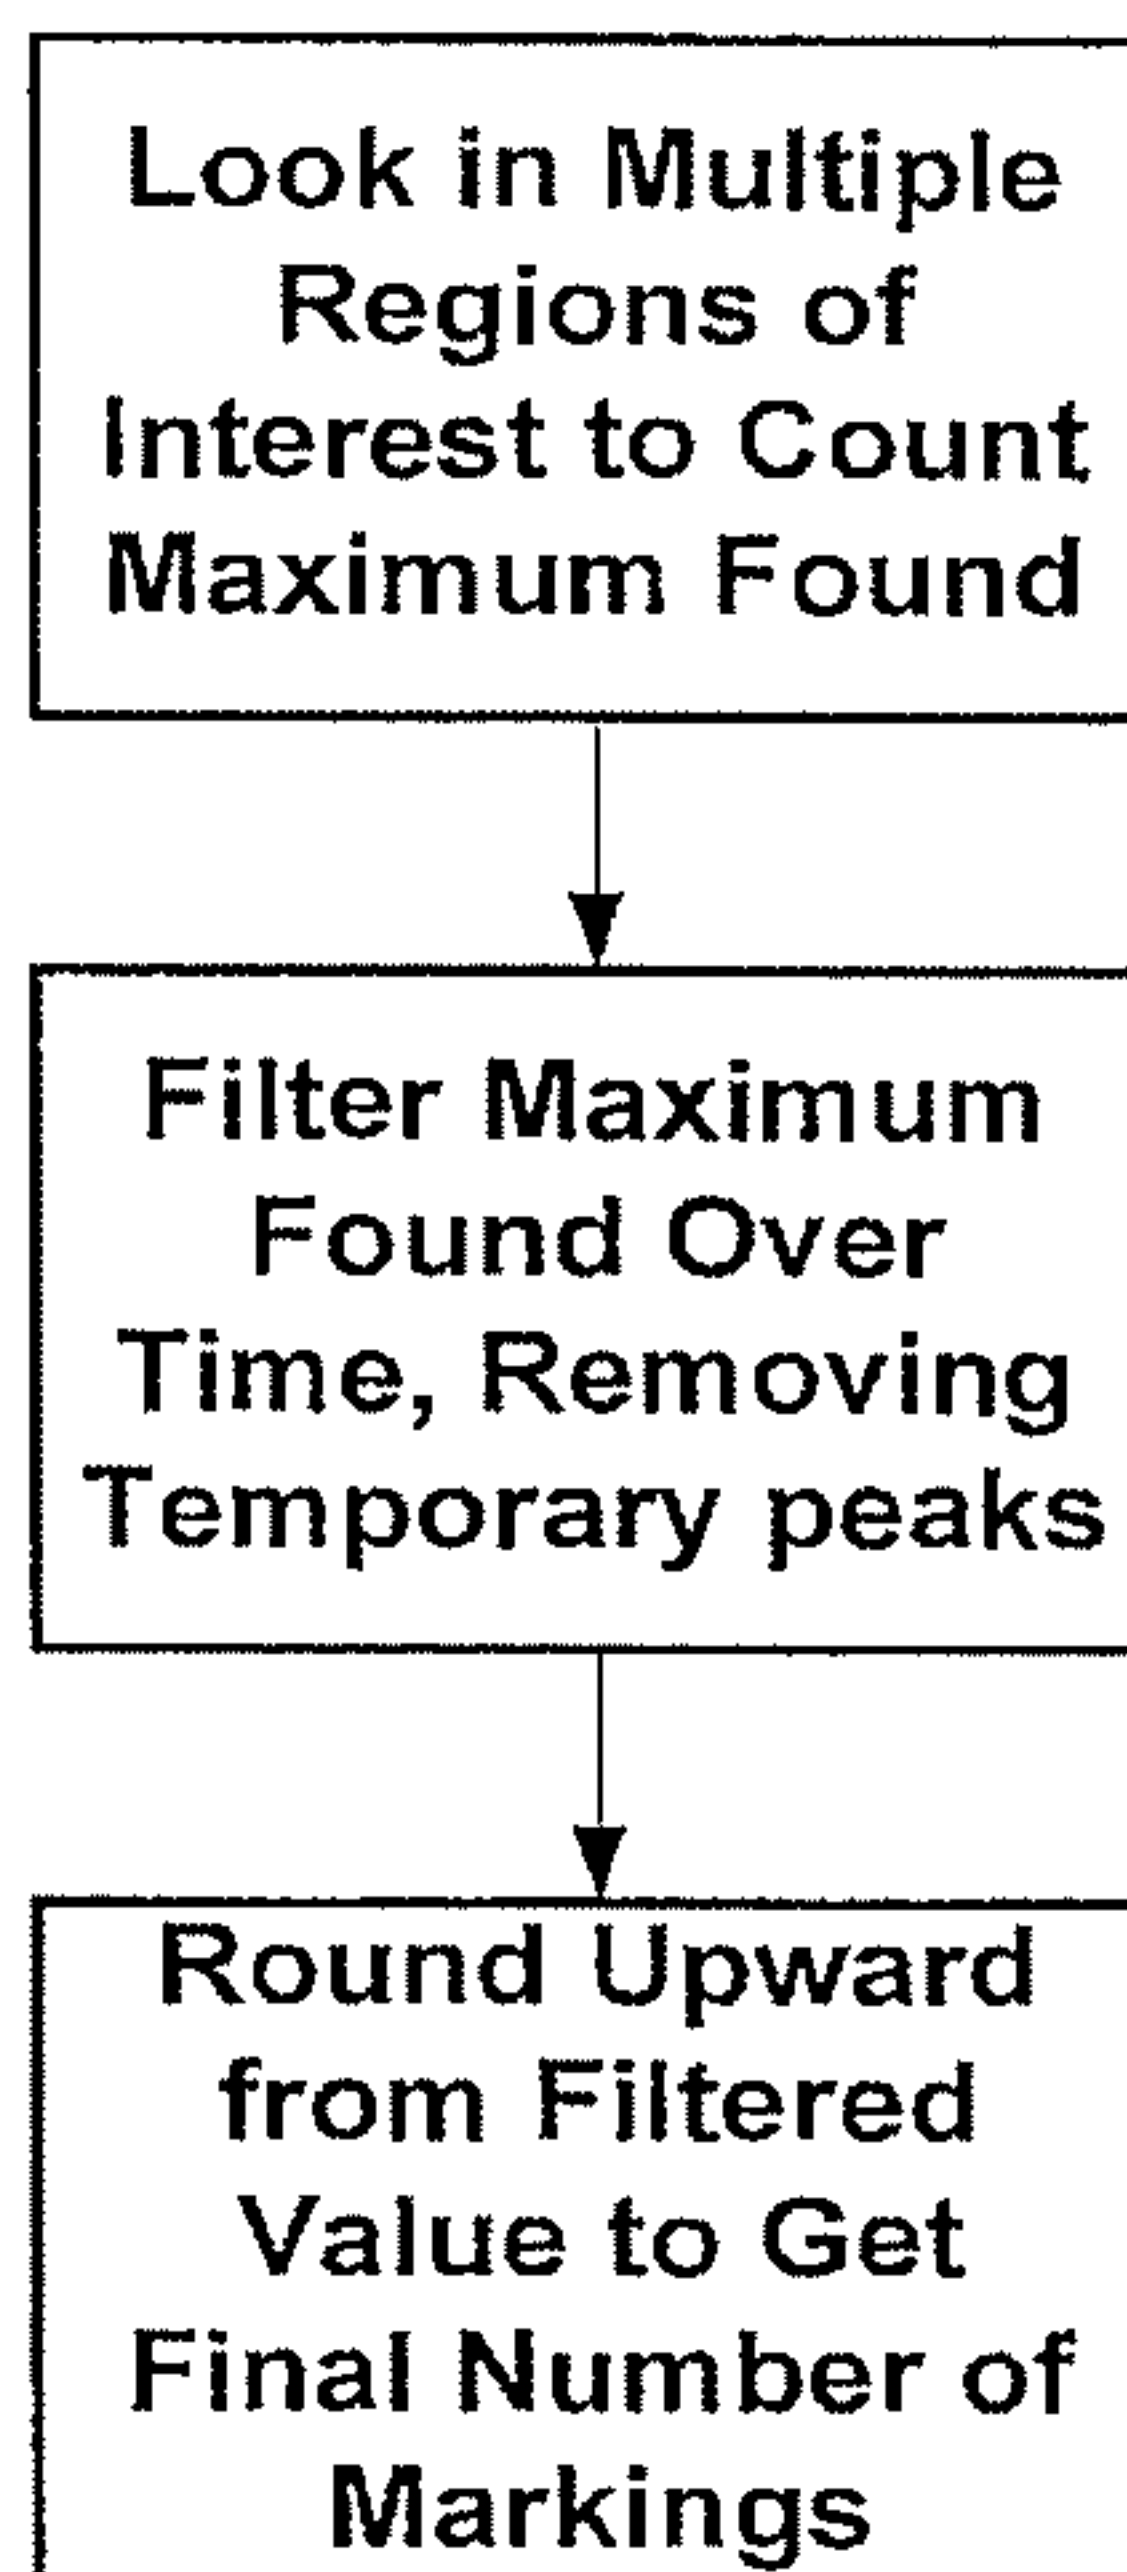 Look in Multiple
Regions of
Interest to Count
Maximum Found
Filter Maximum
Found Over
Time, Removing
Temporary peaks
Round Upward
from Filtered
Value to Get
Final Number of
Markings